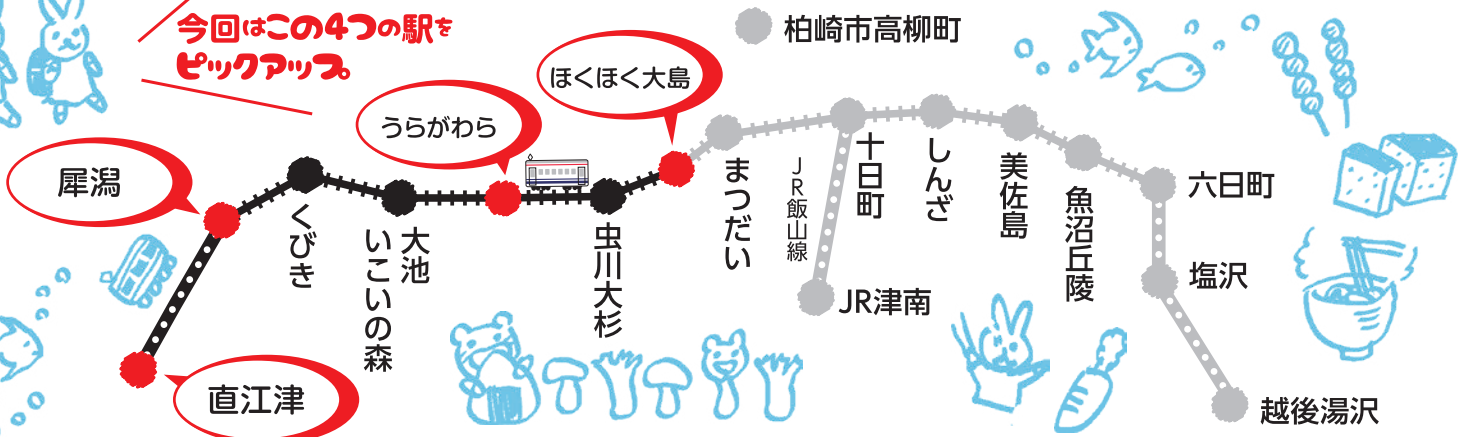 今回はこの4つの駅を
ピックアップ。
柏崎市高柳町
ほくほく大島
うらがわら
犀潟
直江津
くびき
大池
いこいの森
虫川大杉
まつだい
JR飯山線
十日町
JR津南
しんざ
美佐島
魚沼丘陵
六日町
塩沢
越後湯沢